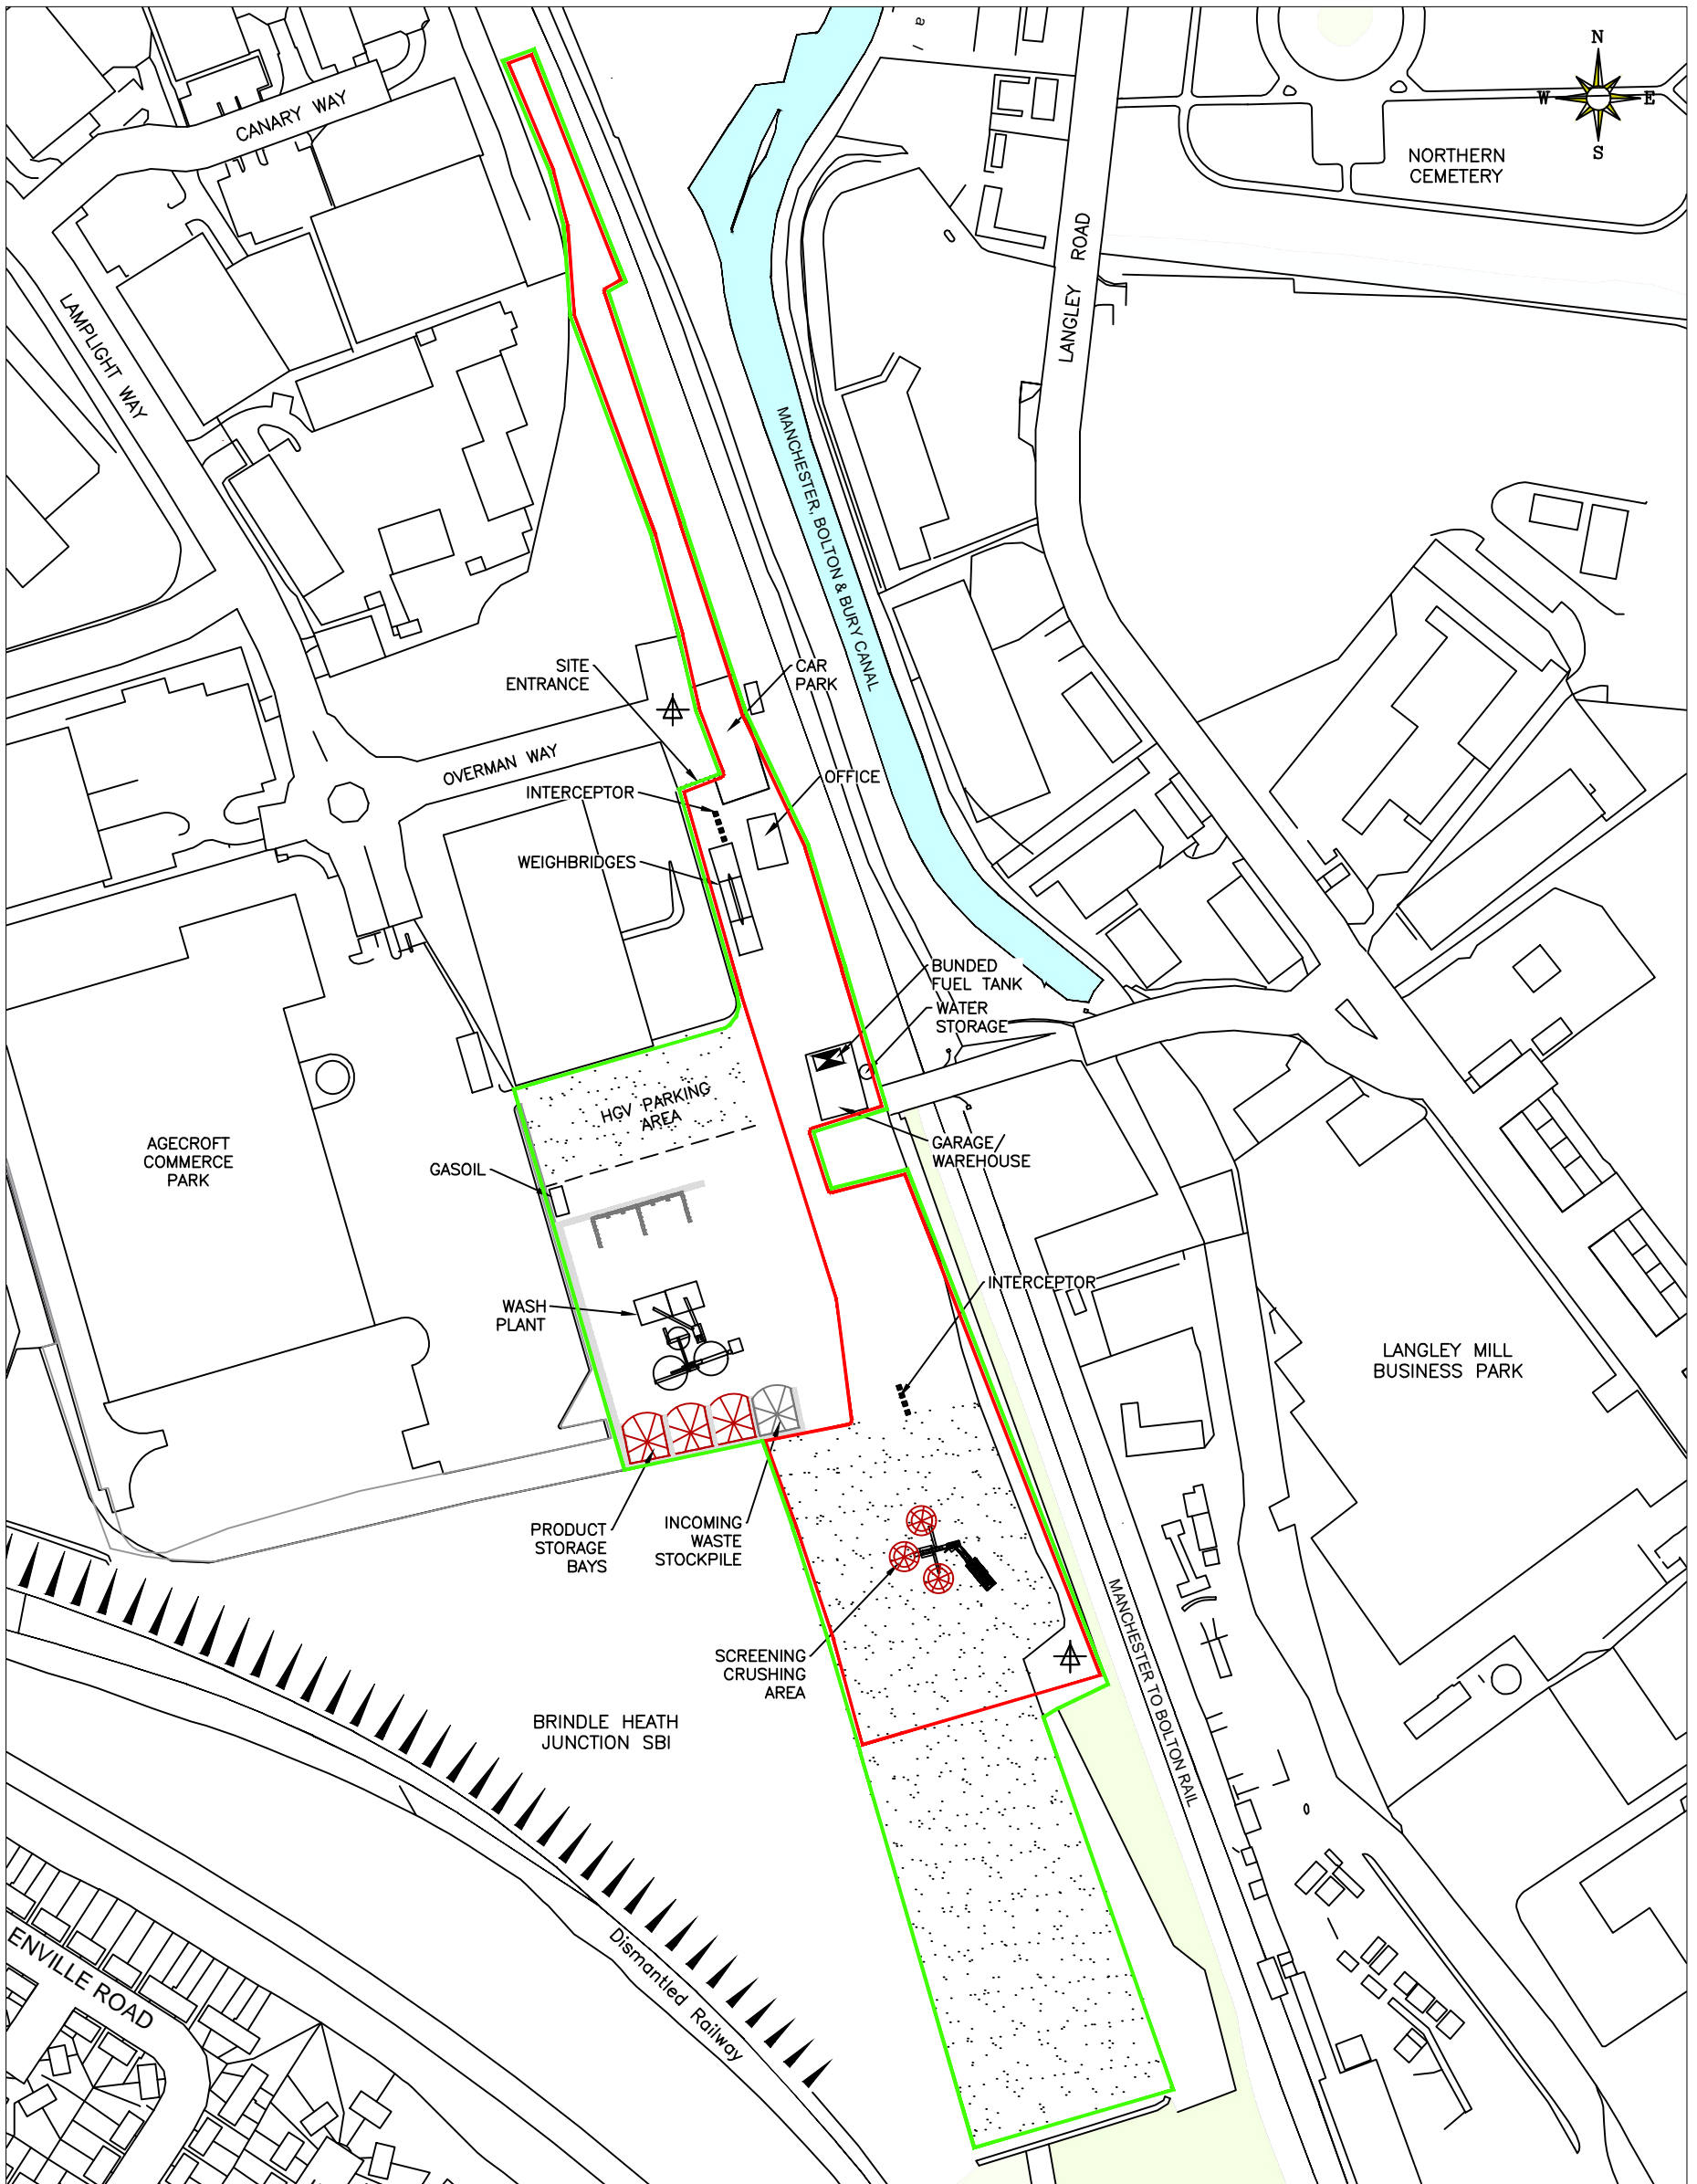 N
W E
S
NORTHERN
CEMETERY
CANARY WAY
LAMPLIGHT WAY
LANGLEY ROAD
MANCHESTER, BOLTON & BURY CANAL
SITE
ENTRANCE
CAR
PARK
OVERMAN WAY
OFFICE
INTERCEPTOR
WEIGHBRIDGES
BUNDED
FUEL TANK
WATER
STORAGE
HGV PARKING
AREA
AGECROFT
COMMERCE
PARK
GASOIL
GARAGE/
WAREHOUSE
INTERCEPTOR
WASH
PLANT
LANGLEY MILL
BUSINESS PARK
PRODUCT
STORAGE
BAYS
INCOMING
WASTE
STOCKPILE
SCREENING
CRUSHING
AREA
MANCHESTER TO BOLTON RAIL
BRINDLE HEATH
JUNCTION SBI
Dismantled Railway
ENVILLE ROAD